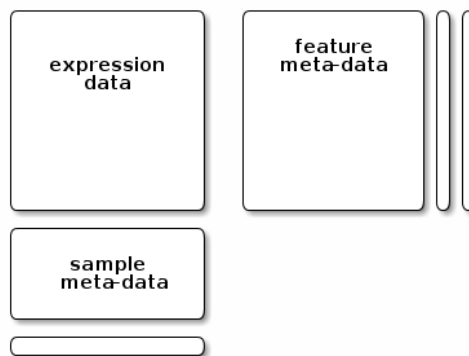 expression
data
feature
meta-data
sample
meta-data